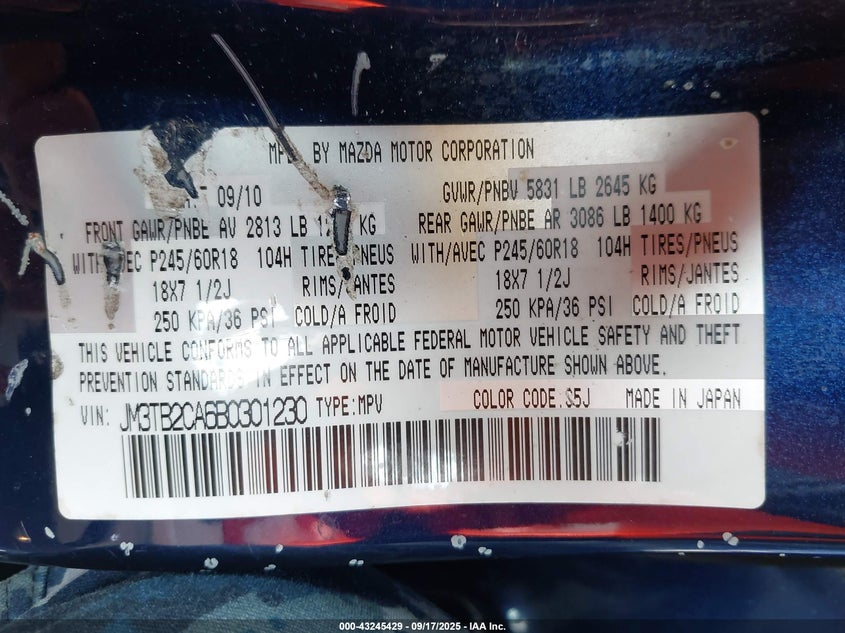 MFD. BY MAZDA MOTOR CORPORATION
09/10 GVWR/PNBV 5831 LB 2645 KG
FRONT GAWR/PNBE AV 2813 LB KG REAR GAWR/PNBE AR 3086 LB 1400 KG
WITH/AVEC P245/60R18 104H TIRES/PNEUS WITH/AVEC P245/60R18 104H TIRES/PNEUS
18X7 1/2J RIMS/JANTES 18X7 1/2J RIMS/JANTES
250 KPA/36 PSI COLD/A FROID 250 KPA/36 PSI COLD/A FROID
THIS VEHICLE CONFORMS TO ALL APPLICABLE FEDERAL MOTOR VEHICLE SAFETY AND THEFT
PREVENTION STANDARDS IN EFFECT ON THE DATE OF MANUFACTURE SHOWN ABOVE.
VIN: JM3TB2CA6B0301230 TYPE:MPV COLOR CODE:S5J MADE IN JAPAN
000-43245429 - 09/17/2025 - IAA Inc.